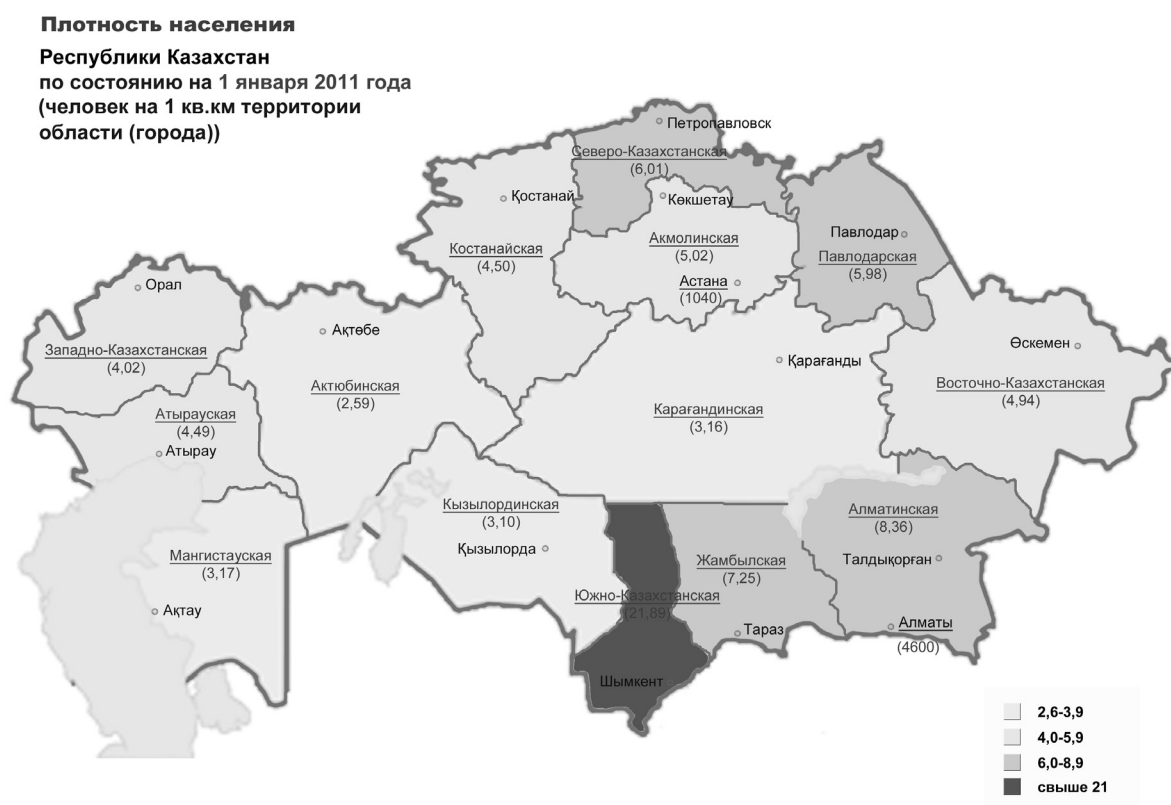 Плотность населения
Республики Казахстан
по состоянию на 1 января 2011 года
(человек на 1 кв.км территории
области (города))
Петропавловск
Северо-Казахстанская
(6,01)
Қостанай
Көкшетау
Костанайская
(4,50)
Акмолинская
(5,02)
Павлодар
Павлодарская
(5,98)
Астана
(1040)
Орал
Ақтөбе
Западно-Казахстанская
(4,02)
Өскемен
Қарағанды
Актюбинская
(2,59)
Восточно-Казахстанская
(4,94)
Атырауская
(4,49)
Карагандинская
(3,16)
Атырау
Кызылординская
(3,10)
Алматинская
(8,36)
Қызылорда
Мангистауская
(3,17)
Жамбылская
(7,25)
Талдықорған
Южно-Казахстанская
(21,89)
Ақтау
Тараз
Алматы
(4600)
Шымкент
2,6-3,9
4,0-5,9
6,0-8,9
свыше 21